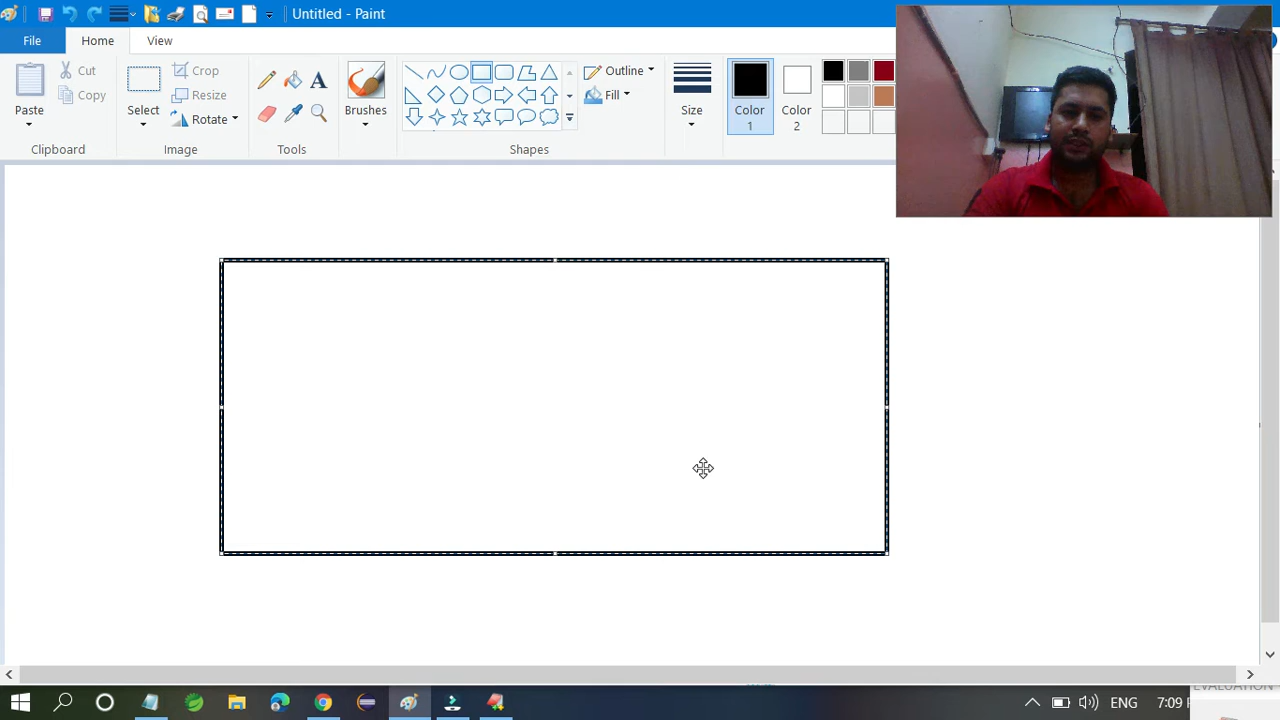 Untitled - Paint
File
Home
View
Paste
Cut
Copy
Clipboard
Select
Crop
Resize
Rotate
Image
Tools
Brushes
Shapes
Outline
Fill
Size
Color
1
Color
2
ENG
7:09
EVALUATION